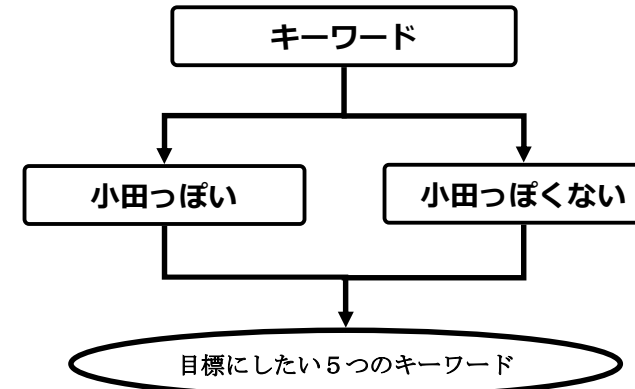 キーワード
小田っぽい
小田っぽくない
目標にしたい５つのキーワード